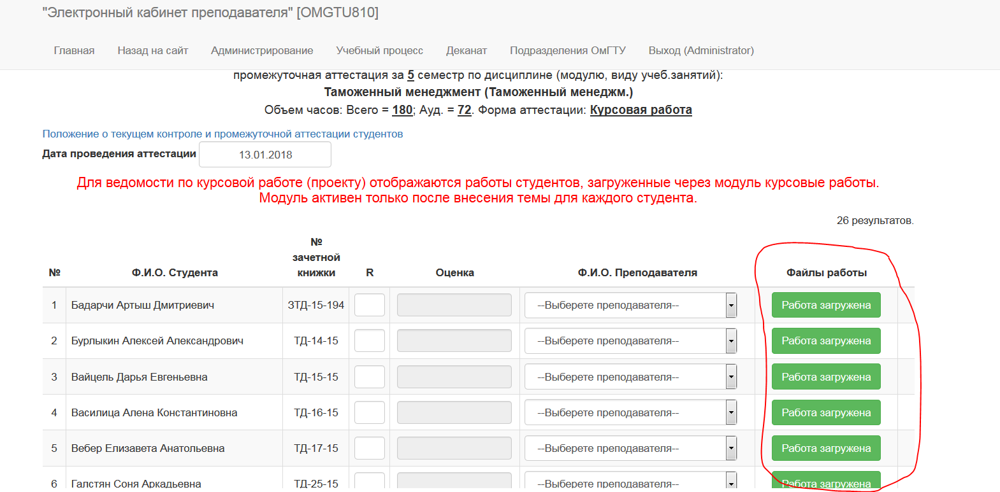 "Электронный кабинет преподавателя" [OMGTU810]
Главная Назад на сайт Администрирование Учебный процесс Деканат Подразделения ОмГТУ Выход (Administrator)
промежуточная аттестация за 5 семестр по дисциплине (модулю, виду учеб.занятий):
Таможенный менеджмент (Таможенный менеджм.)
Объем часов: Всего = 180; Ауд. = 72. Форма аттестации: Курсовая работа
Положение о текущем контроле и промежуточной аттестации студентов
Дата проведения аттестации 13.01.2018
Для ведомости по курсовой работе (проекту) отображаются работы студентов, загруженные через модуль курсовые работы.
Модуль активен только после внесения темы для каждого студента.
26 результатов.
№ Ф.И.О. Студента № зачетной книжки R Оценка Ф.И.О. Преподавателя Файлы работы
1 Бадарчи Артыш Дмитриевич ЗТД-15-194 --Выберете преподавателя-- Работа загружена
2 Бурлыкин Алексей Александрович ТД-14-15 --Выберете преподавателя-- Работа загружена
3 Вайцель Дарья Евгеньевна ТД-15-15 --Выберете преподавателя-- Работа загружена
4 Василица Алена Константиновна ТД-16-15 --Выберете преподавателя-- Работа загружена
5 Вебер Елизавета Анатольевна ТД-17-15 --Выберете преподавателя-- Работа загружена
6 Галстян Соня Аркадьевна ТД-25-15 --Выберете преподавателя-- Работа загружена